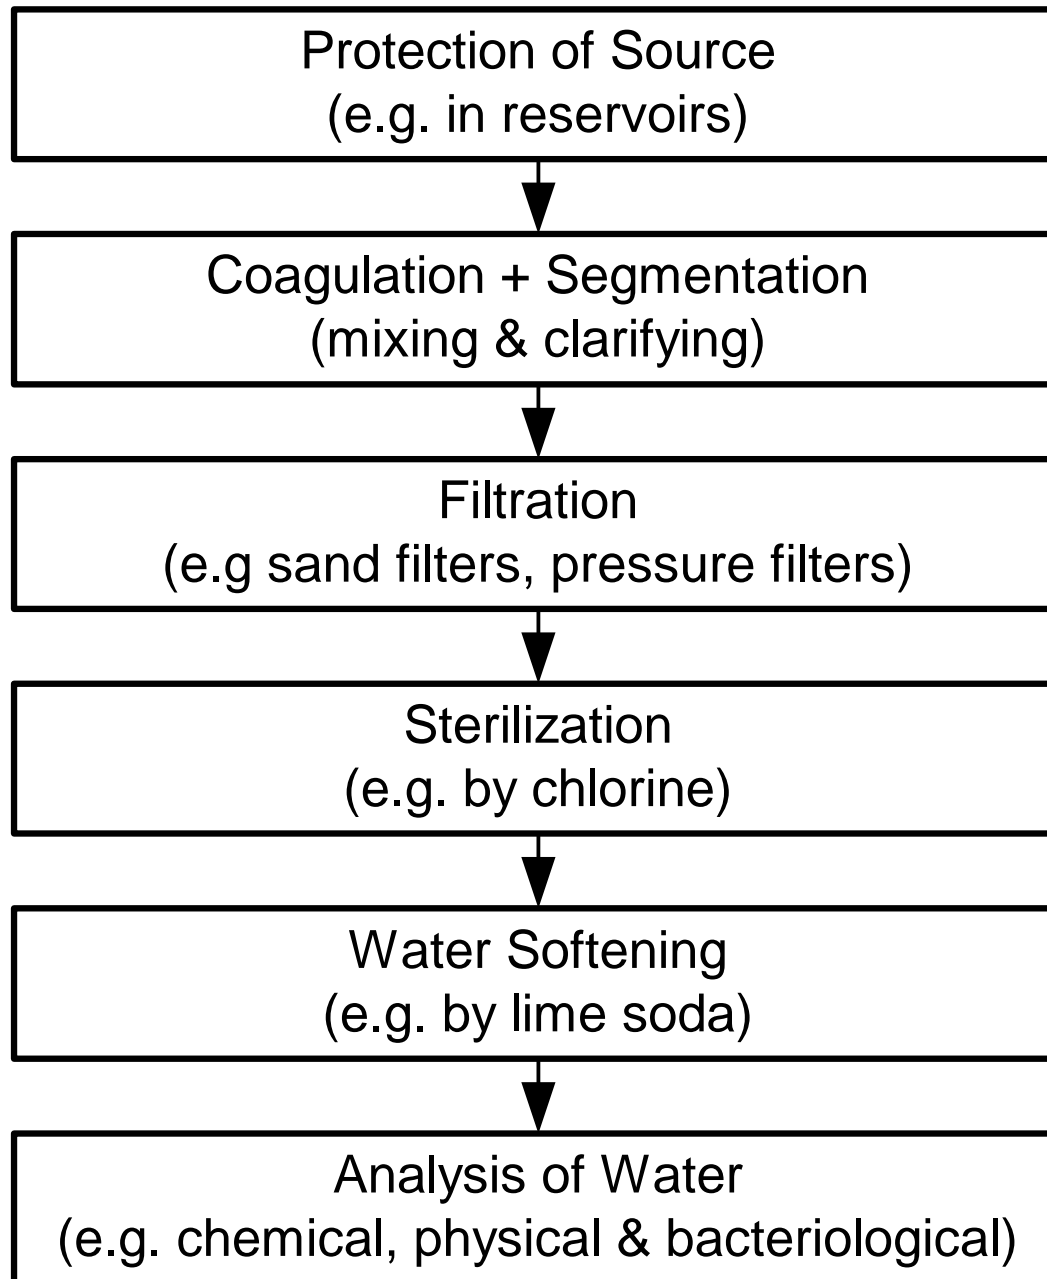 Protection of Source
(e.g. in reservoirs)
Coagulation + Segmentation
(mixing & clarifying)
Filtration
(e.g sand filters, pressure filters)
Sterilization
(e.g. by chlorine)
Water Softening
(e.g. by lime soda)
Analysis of Water
(e.g. chemical, physical & bacteriological)